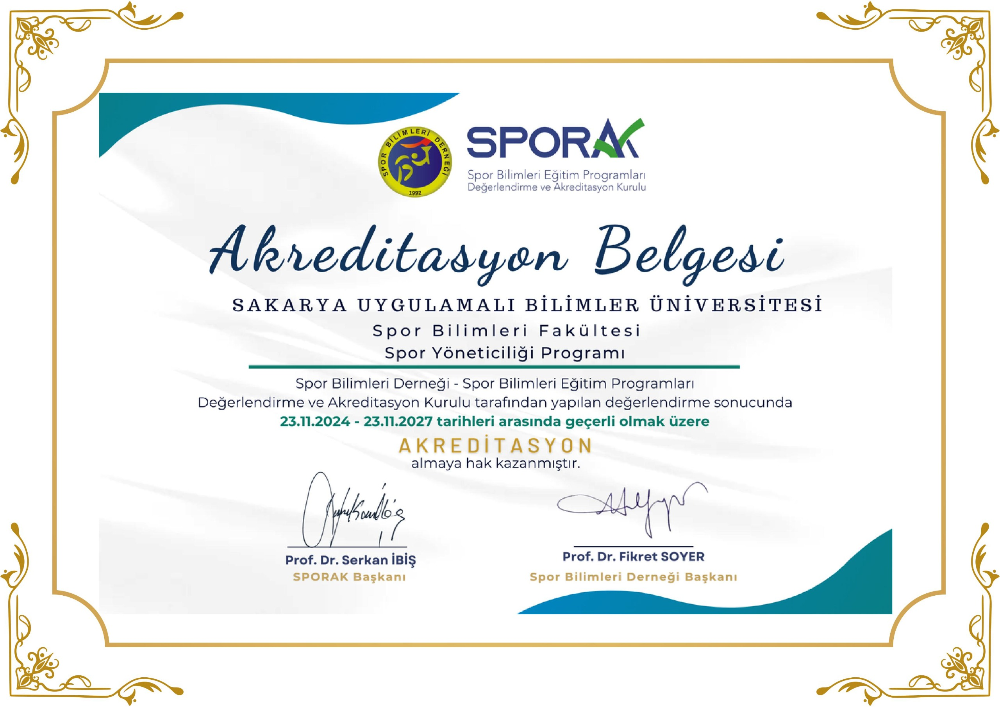 SPOR BİLİMLERİ DERNEĞİ
1992
SPORAK
Spor Bilimleri Eğitim Programları
Değerlendirme ve Akreditasyon Kurulu
Akreditasyon Belgesi
SAKARYA UYGULAMALI BİLİMLER ÜNİVERSİTESİ
Spor Bilimleri Fakültesi
Spor Yöneticiliği Programı
Spor Bilimleri Derneği - Spor Bilimleri Eğitim Programları
Değerlendirme ve Akreditasyon Kurulu tarafından yapılan değerlendirme sonucunda
23.11.2024 - 23.11.2027 tarihleri arasında geçerli olmak üzere
AKREDİTASYON
almaya hak kazanmıştır.
Prof. Dr. Serkan İBİŞ
SPORAK Başkanı
Prof. Dr. Fikret SOYER
Spor Bilimleri Derneği Başkanı